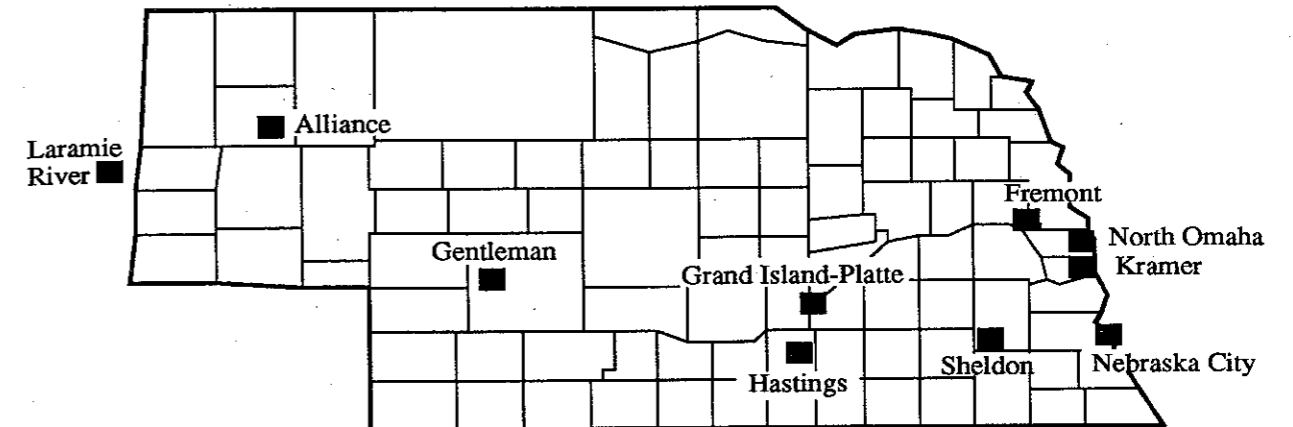 Alliance
Laramie
River
Fremont
North Omaha
Kramer
Gentleman
Grand Island-Platte
Sheldon
Nebraska City
Hastings